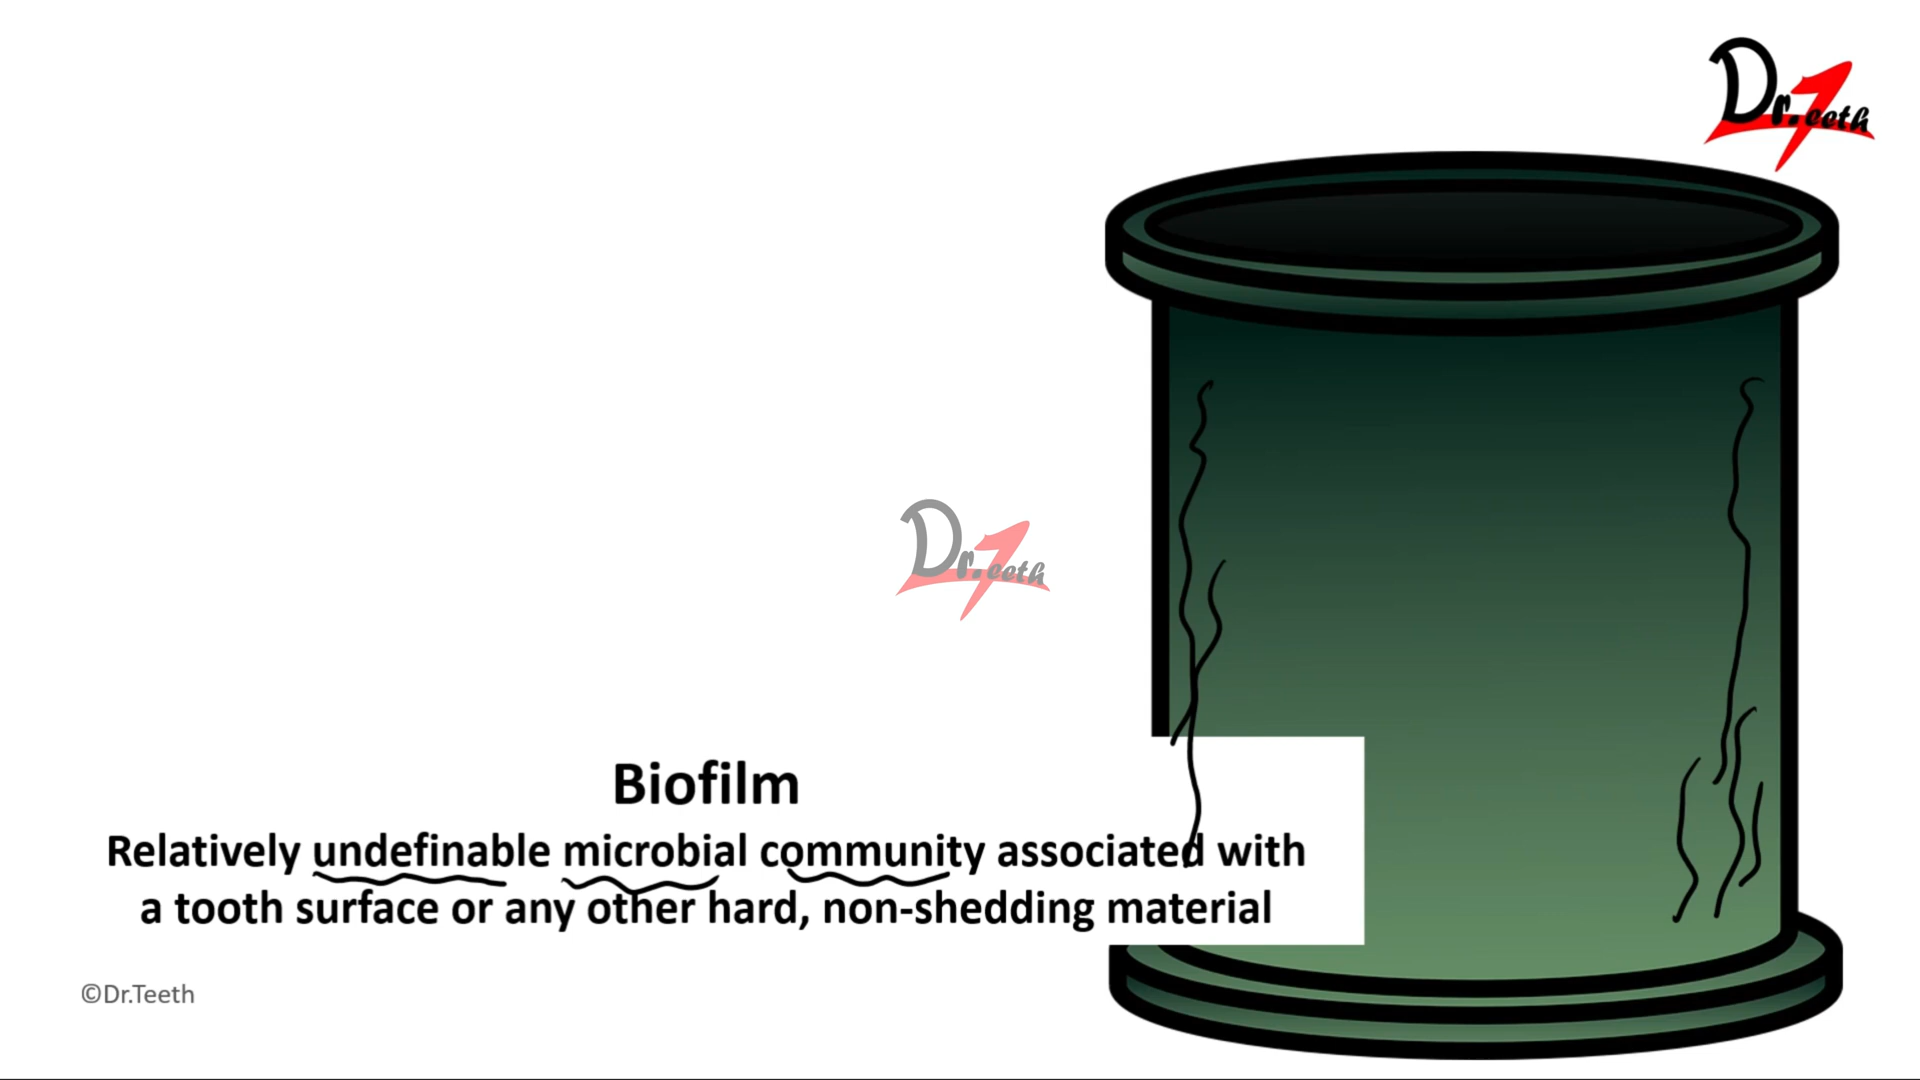 Dr.Teeth
Dr.Teeth
Biofilm
Relatively undefinable microbial community associated with
a tooth surface or any other hard, non-shedding material
©Dr.Teeth